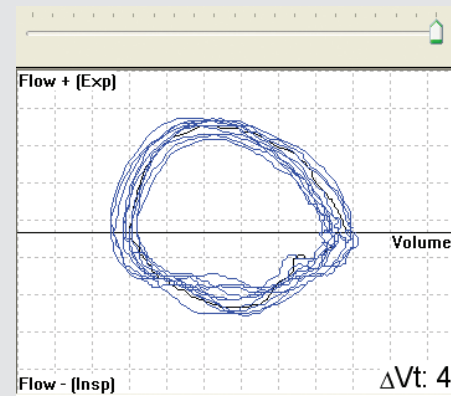 Flow + (Exp)
Volume
Flow - (Insp)
ΔVt: 4